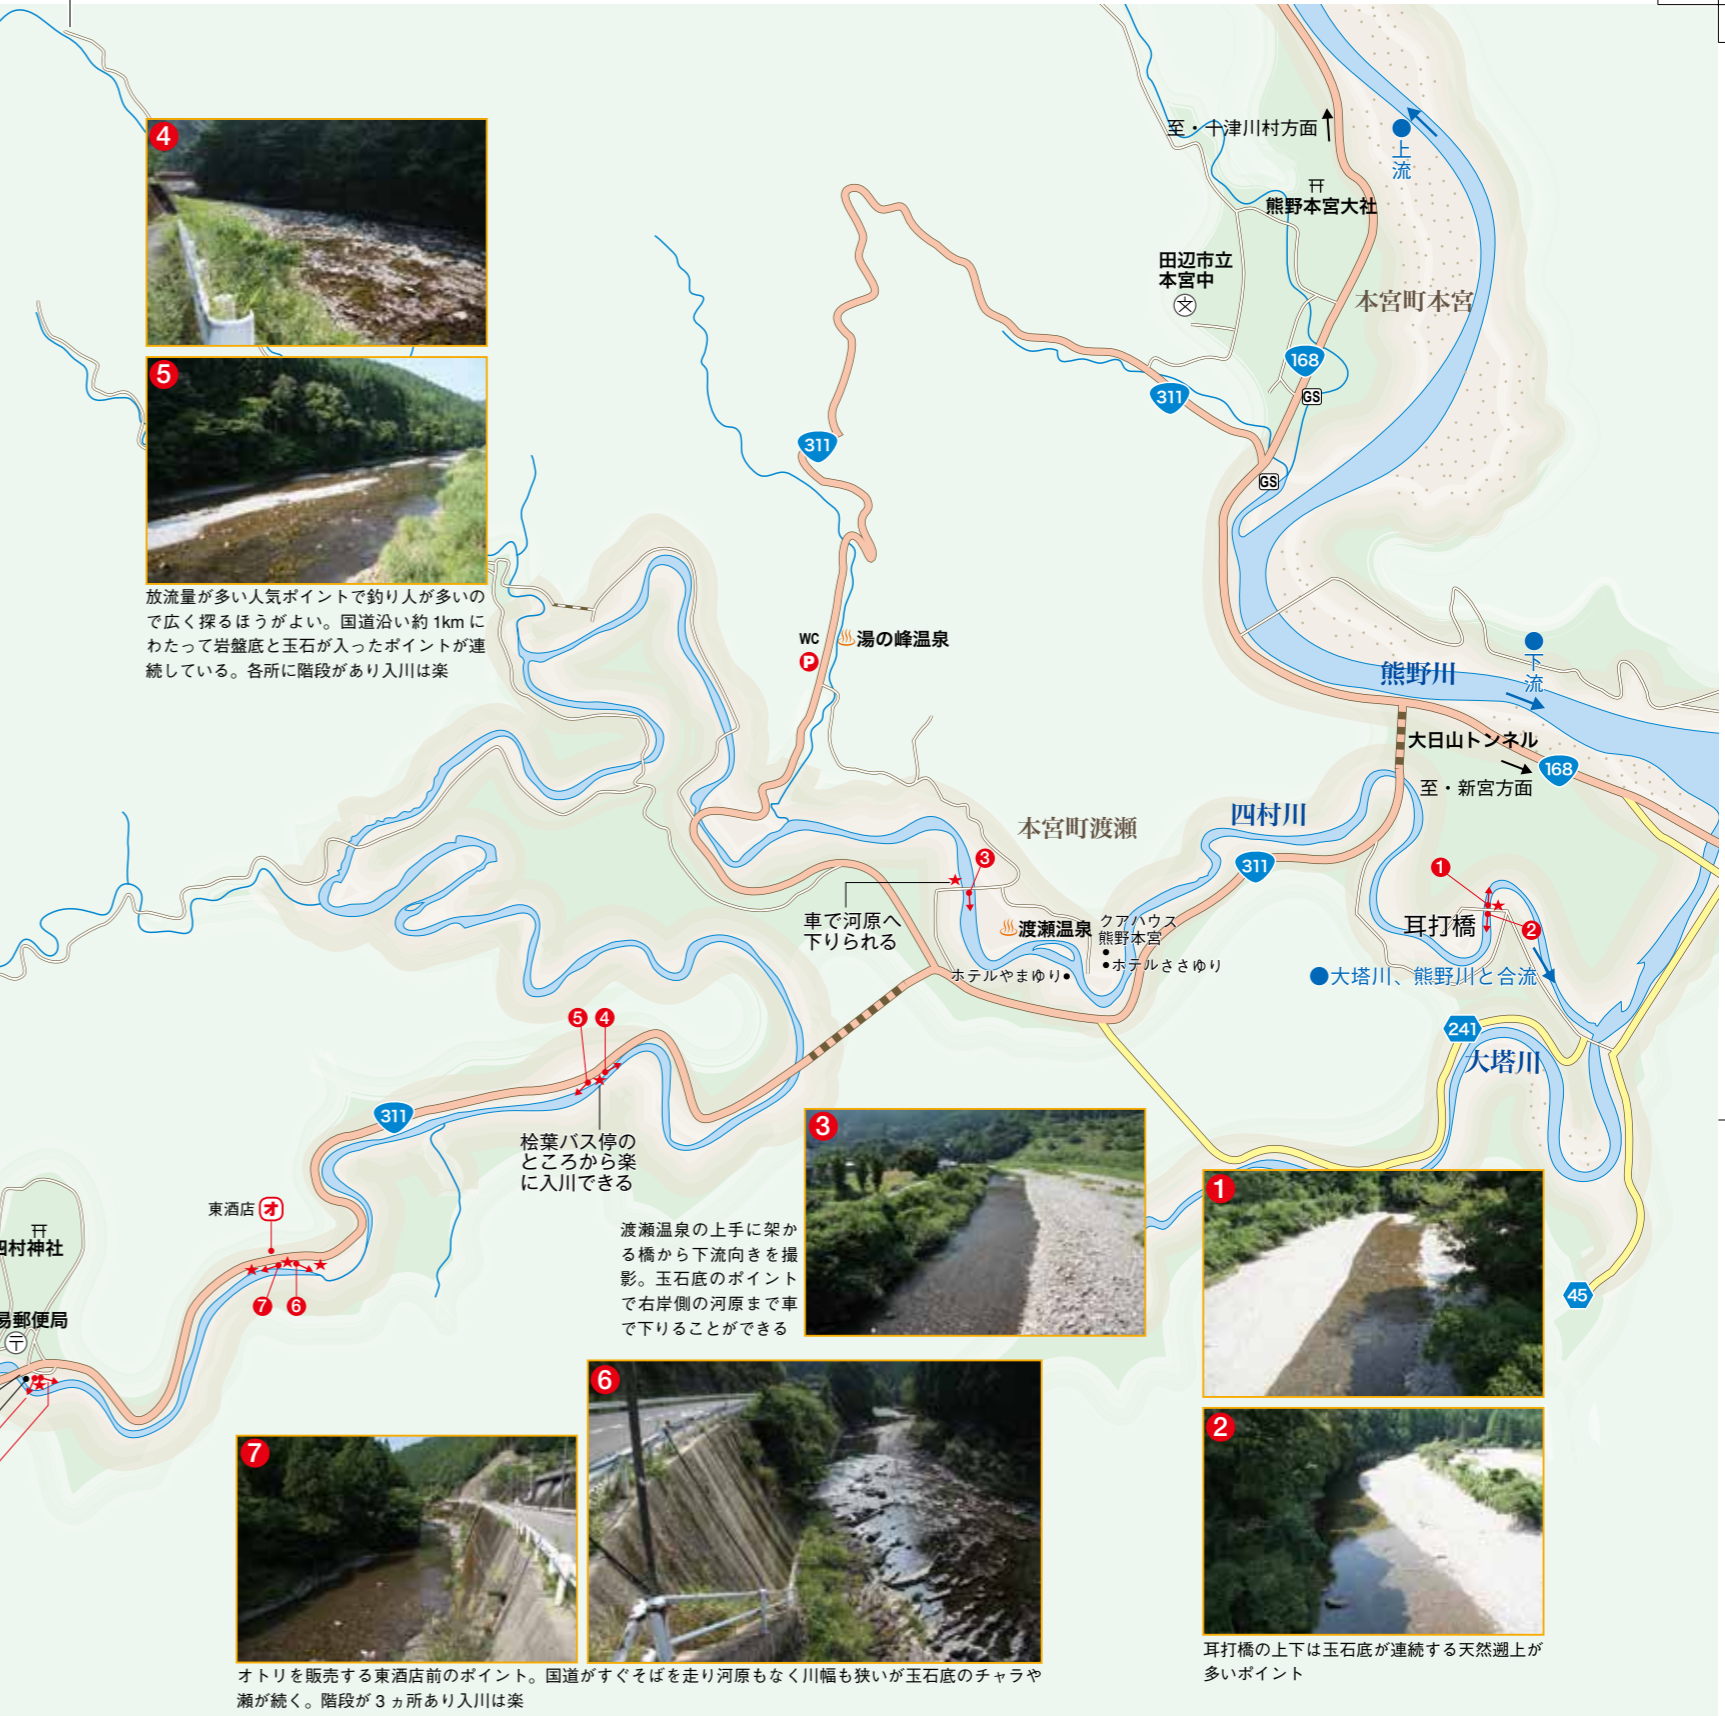 至・十津川村方面
上流
熊野本宮大社
田辺市立
本宮中
文
本宮町本宮
168
GS
311
GS
311
4
5
放流量が多い人気ポイントで釣り人が多いの
で広く探るほうがよい。国道沿い約1kmに
わたって岩盤底と玉石が入ったポイントが連
続している。各所に階段があり入川は楽
WC
P
湯の峰温泉
熊野川
下流
大日山トンネル
168
至・新宮方面
四村川
本宮町渡瀬
311
3
車で河原へ
下りられる
渡瀬温泉
クアハウス
熊野本宮
ホテルやまゆり
ホテルささゆり
1
耳打橋
2
大塔川、熊野川と合流
241
大塔川
45
5
4
311
桧葉バス停の
ところから楽
に入川できる
東酒店
オ
7
6
四村神社
易郵便局
〒
3
渡瀬温泉の上手に架か
る橋から下流向きを撮
影。玉石底のポイント
で右岸側の河原まで車
で下りることができる
1
2
耳打橋の上下は玉石底が連続する天然遡上が
多いポイント
6
7
オトリを販売する東酒店前のポイント。国道がすぐそばを走り河原もなく川幅も狭いが玉石底のチャラや
瀬が続く。階段が3ヵ所あり入川は楽